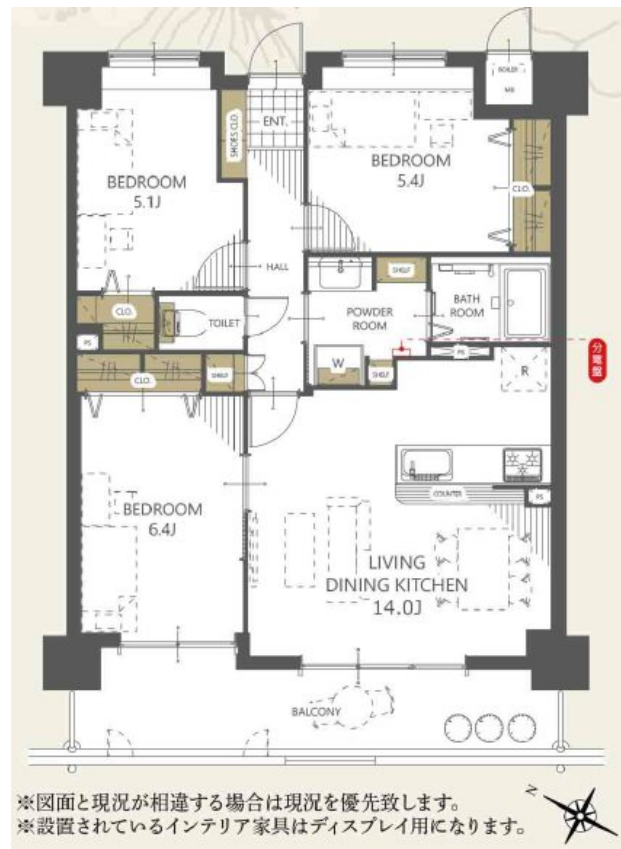 BOILER
MB
ENT.
SHOES CLO.
BEDROOM
5.1J
BEDROOM
5.4J
CLO.
HALL
SHELF
CLO.
TOILET
POWDER
ROOM
BATH
ROOM
PS
PS
W
SHELF
分電盤
CLO.
SHELF
R
COUNTER
PS
BEDROOM
6.4J
LIVING
DINING KITCHEN
14.0J
BALCONY
N
※図面と現況が相違する場合は現況を優先致します。
※設置されているインテリア家具はディスプレイ用になります。